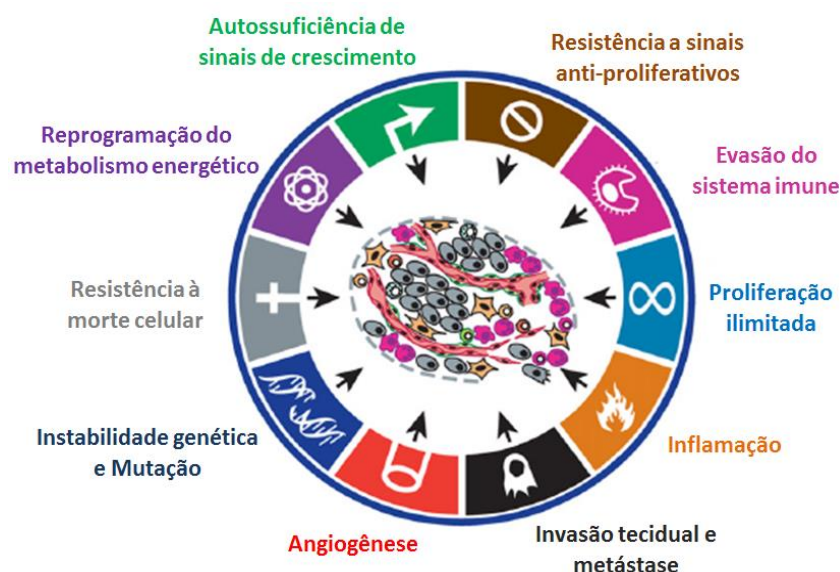 Autossuficiência de
sinais de crescimento
Resistência a sinais
anti-proliferativos
Reprogramação do
metabolismo energético
Evasão do
sistema imune
Resistência à
morte celular
Proliferação
ilimitada
Instabilidade genética
e Mutação
Inflamação
Angiogênese
Invasão tecidual e
metástase